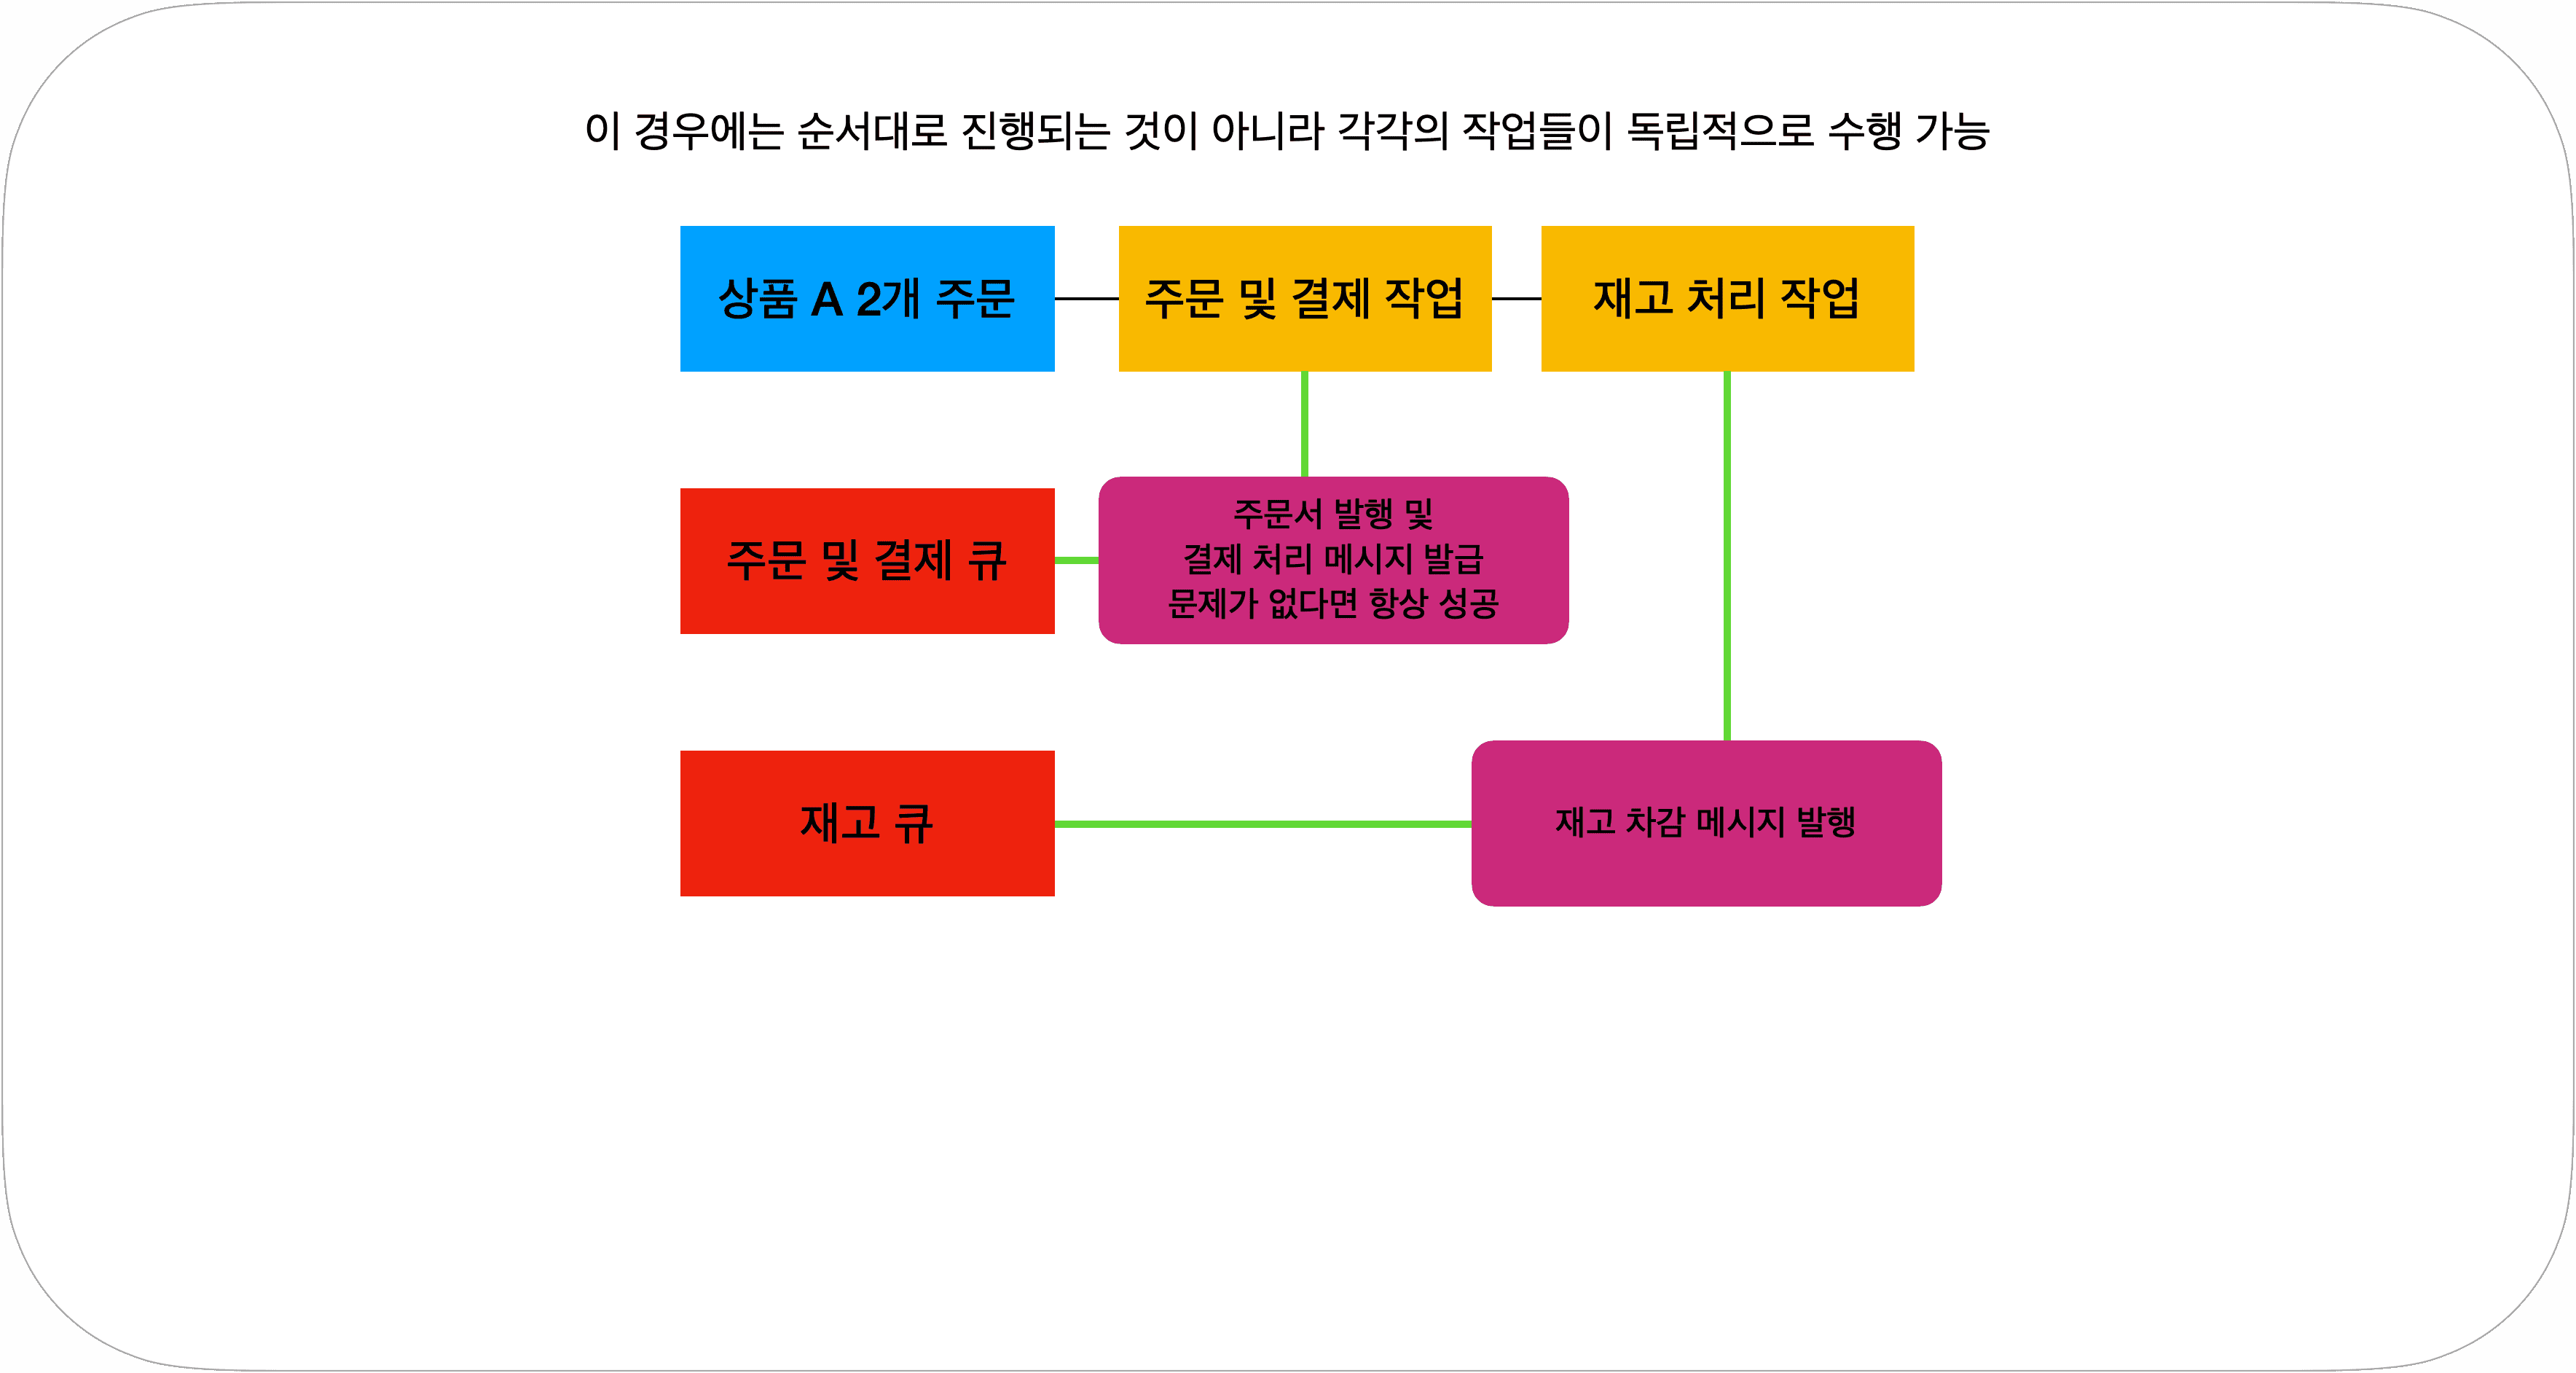 이 경우에는 순서대로 진행되는 것이 아니라 각각의 작업들이 독립적으로 수행 가능
상품 A 2개 주문
주문 및 결제 작업
재고 처리 작업
주문 및 결제 큐
주문서 발행 및
결제 처리 메시지 발급
문제가 없다면 항상 성공
재고 큐
재고 차감 메시지 발행